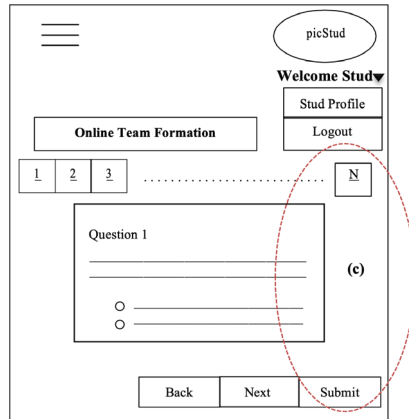 picStud
Welcome Stud
Stud Profile
Online Team Formation
Logout
1 2 3 ........................................ N
Question 1
(c)
Back Next Submit